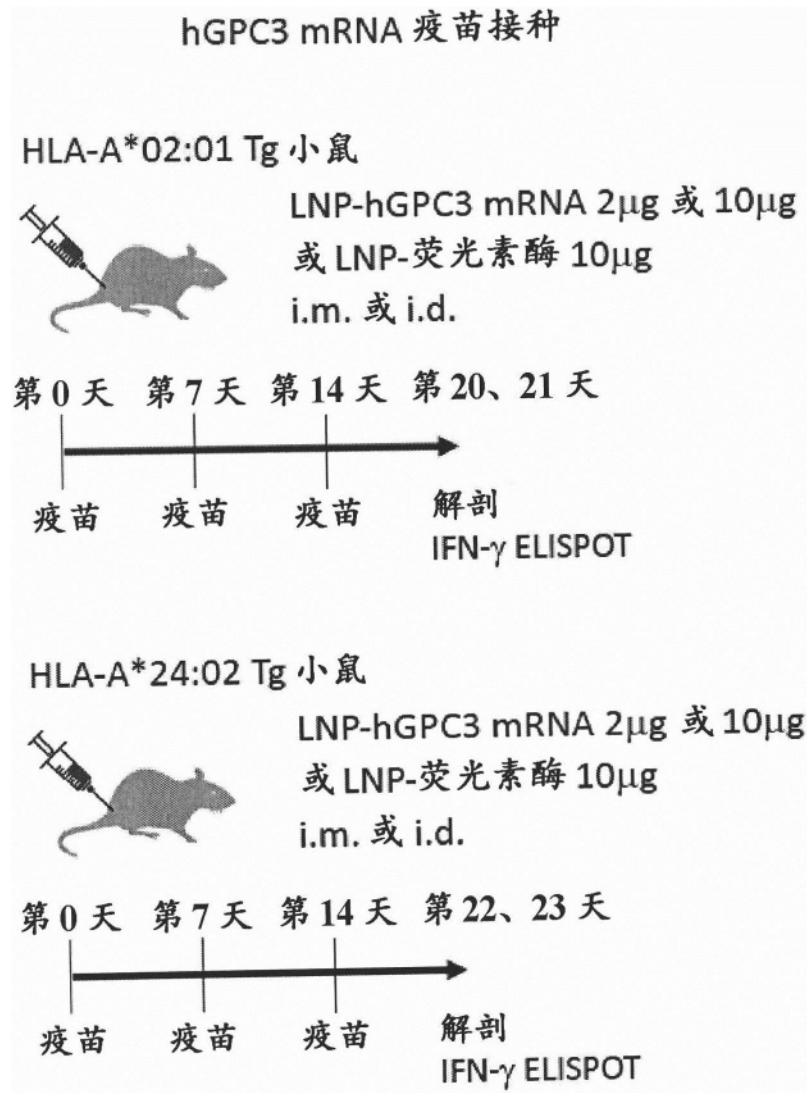 hGPC3 mRNA 疫苗接种
HLA-A*02:01 Tg 小鼠
LNP-hGPC3 mRNA 2μg 或 10μg
或 LNP-荧光素酶 10μg
i.m. 或 i.d.
第 0 天 第 7 天 第 14 天 第 20、21 天
疫苗 疫苗 疫苗 解剖
IFN-γ ELISPOT
HLA-A*24:02 Tg 小鼠
LNP-hGPC3 mRNA 2μg 或 10μg
或 LNP-荧光素酶 10μg
i.m. 或 i.d.
第 0 天 第 7 天 第 14 天 第 22、23 天
疫苗 疫苗 疫苗 解剖
IFN-γ ELISPOT